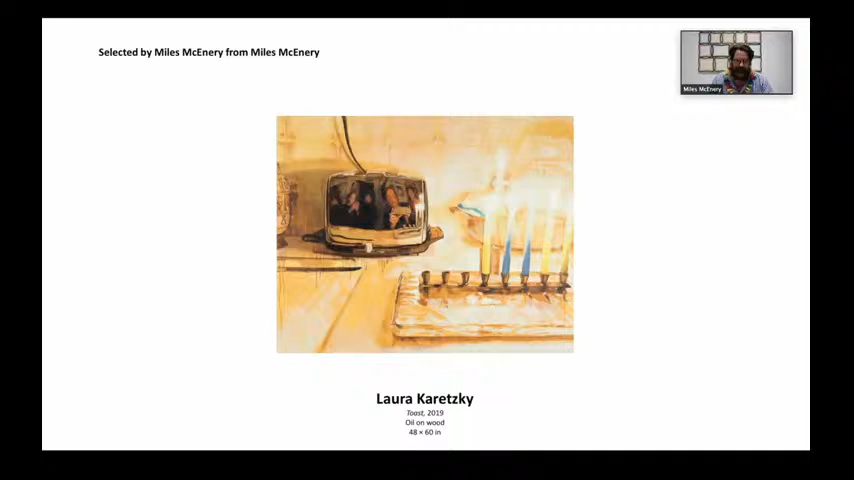 Selected by Miles McEnery from Miles McEnery
Miles McEnery
Laura Karetzky
Toast, 2019
Oil on wood
48 × 60 in